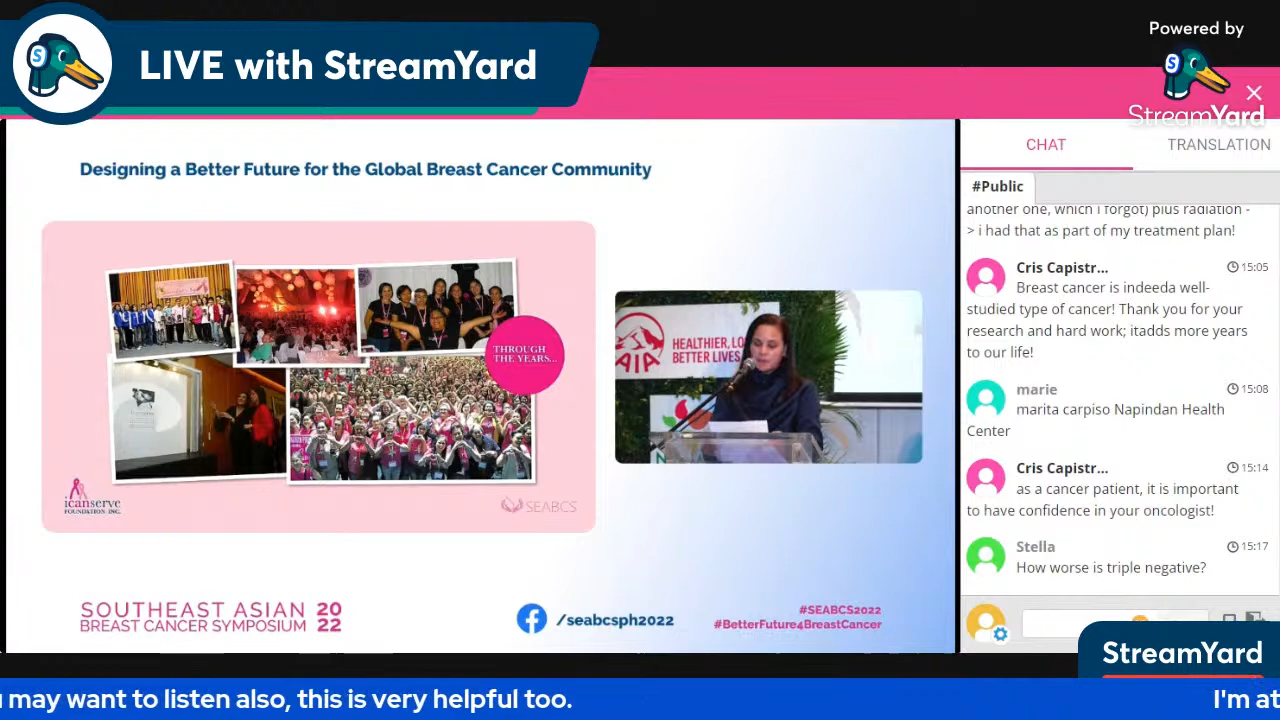 LIVE with StreamYard
Powered by
StreamYard
Designing a Better Future for the Global Breast Cancer Community
THROUGH
THE YEARS...
icanserve
FOUNDATION, INC.
SEABCS
AIA
HEALTHIER, LO
BETTER LIVES
SOUTHEAST ASIAN
BREAST CANCER SYMPOSIUM
20
22
/seabcsph2022
#SEABCS2022
#BetterFuture4BreastCancer
CHAT
TRANSLATION
#Public
another one, which i forgot) plus radiation -
> i had that as part of my treatment plan!
Cris Capistr...
15:05
Breast cancer is indeeda well-
studied type of cancer! Thank you for your
research and hard work; itadds more years
to our life!
marie
15:08
marita carpiso Napindan Health
Center
Cris Capistr...
15:14
as a cancer patient, it is important
to have confidence in your oncologist!
Stella
15:17
How worse is triple negative?
StreamYard
may want to listen also, this is very helpful too.
I'm at